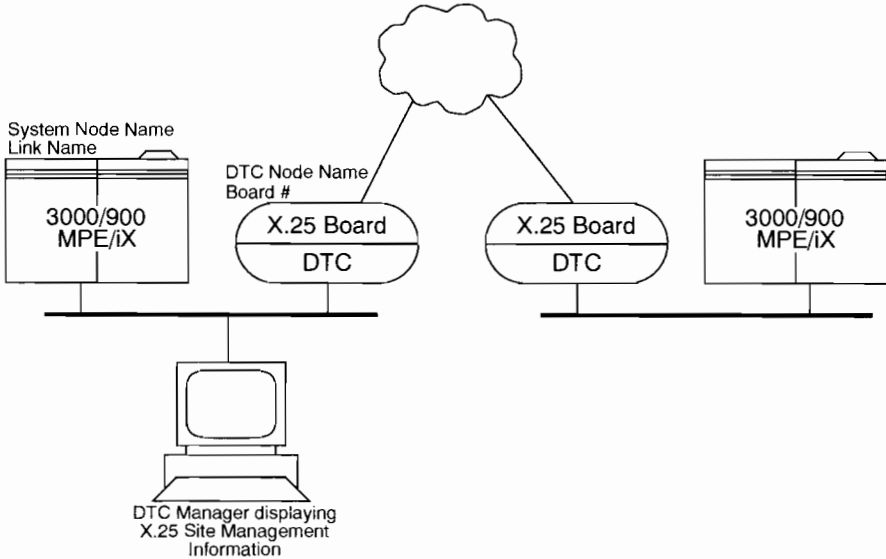 System Node Name
Link Name
DTC Node Name
Board #
3000/900
MPE/iX
X.25 Board
DTC
X.25 Board
DTC
3000/900
MPE/iX
DTC Manager displaying
X.25 Site Management
Information